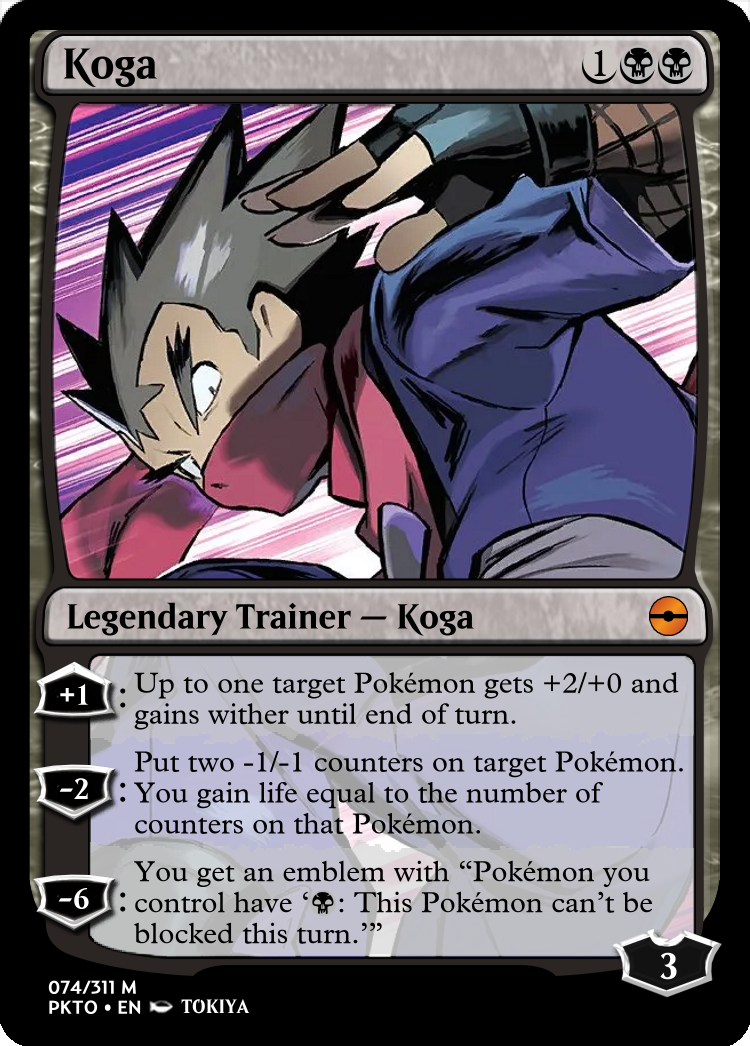 Koga 1
Legendary Trainer — Koga
+1: Up to one target Pokémon gets +2/+0 and
gains wither until end of turn.
Put two -1/-1 counters on target Pokémon.
−2: You gain life equal to the number of
counters on that Pokémon.
You get an emblem with “Pokémon you
−6: control have ‘: This Pokémon can’t be
blocked this turn.’”
3
074/311 M
PKTO • EN TOKIYA